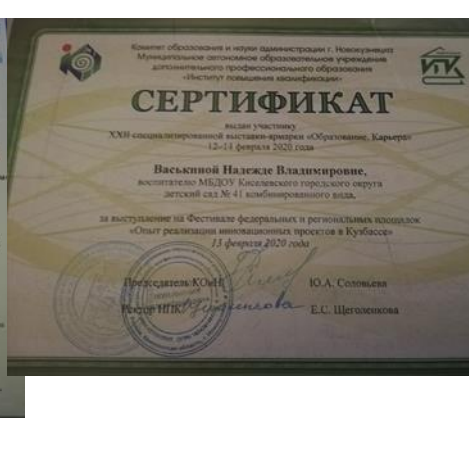 Комитет образования и науки администрации г. Новокузнецка
Муниципальное автономное образовательное учреждение
дополнительного профессионального образования
«Институт повышения квалификации»
ИПК
СЕРТИФИКАТ
выдан участнику
XXII специализированной выставки-ярмарки «Образование. Карьера»
12–14 февраля 2020 года
Васькиной Надежде Владимировне,
воспитателю МБДОУ Киселевского городского округа
детский сад № 41 комбинированного вида,
за выступление на Фестивале федеральных и региональных площадок
«Опыт реализации инновационных проектов в Кузбассе»
13 февраля 2020 года
Председатель КОиН Ю.А. Соловьева
Ректор ИПК Е.С. Щеголенкова